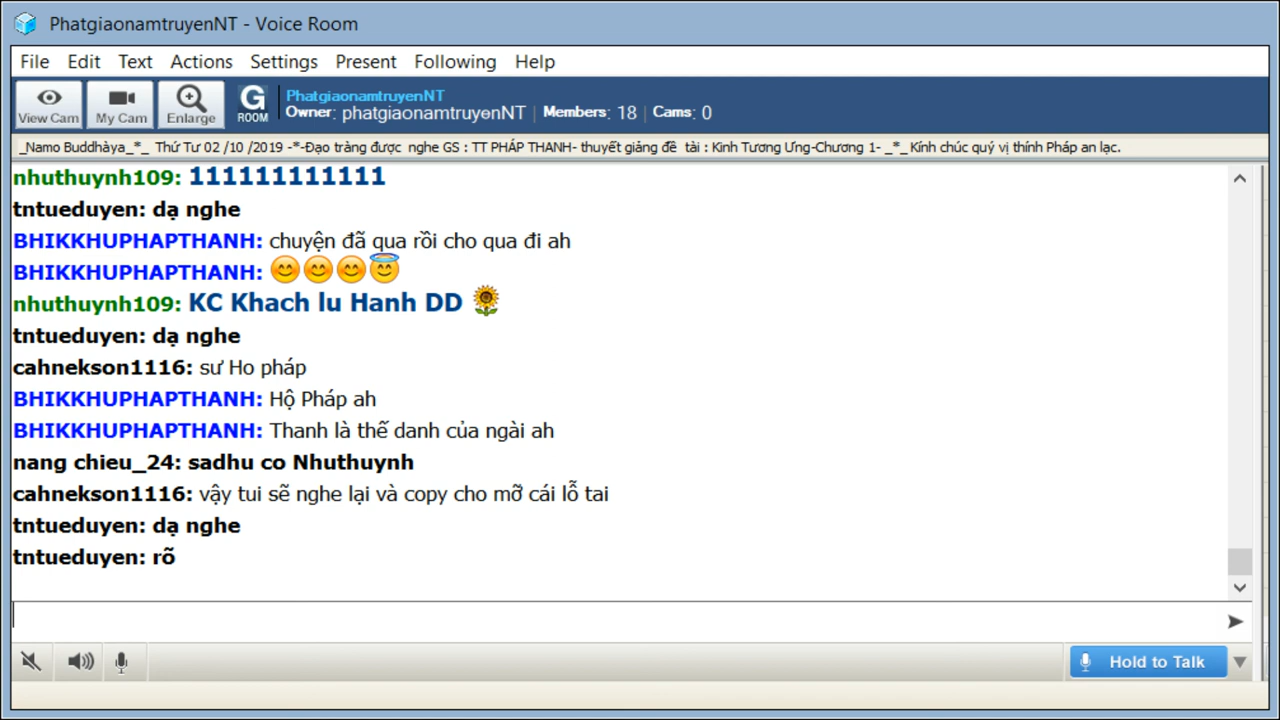 PhatgiaonamtruyenNT - Voice Room
File Edit Text Actions Settings Present Following Help
View Cam My Cam Enlarge G ROOM
PhatgiaonamtruyenNT
Owner: phatgiaonamtruyenNT | Members: 18 | Cams: 0
_Namo Buddhàya_*_ Thứ Tư 02 /10 /2019 -*-Đạo tràng được nghe GS : TT PHÁP THANH- thuyết giảng đề tài : Kinh Tương Ưng-Chương 1- _*_ Kính chúc quý vị thính Pháp an lạc.
nhuthuynh109: 111111111111
tntueduyen: dạ nghe
BHIKKHUPHAPTHANH: chuyện đã qua rồi cho qua đi ah
BHIKKHUPHAPTHANH: 😊😊😊😇
nhuthuynh109: KC Khach lu Hanh DD 🌻
tntueduyen: dạ nghe
cahnekson1116: sư Ho pháp
BHIKKHUPHAPTHANH: Hộ Pháp ah
BHIKKHUPHAPTHANH: Thanh là thế danh của ngài ah
nang chieu_24: sadhu co Nhuthuynh
cahnekson1116: vậy tui sẽ nghe lại và copy cho mỡ cái lỗ tai
tntueduyen: dạ nghe
tntueduyen: rõ
Hold to Talk